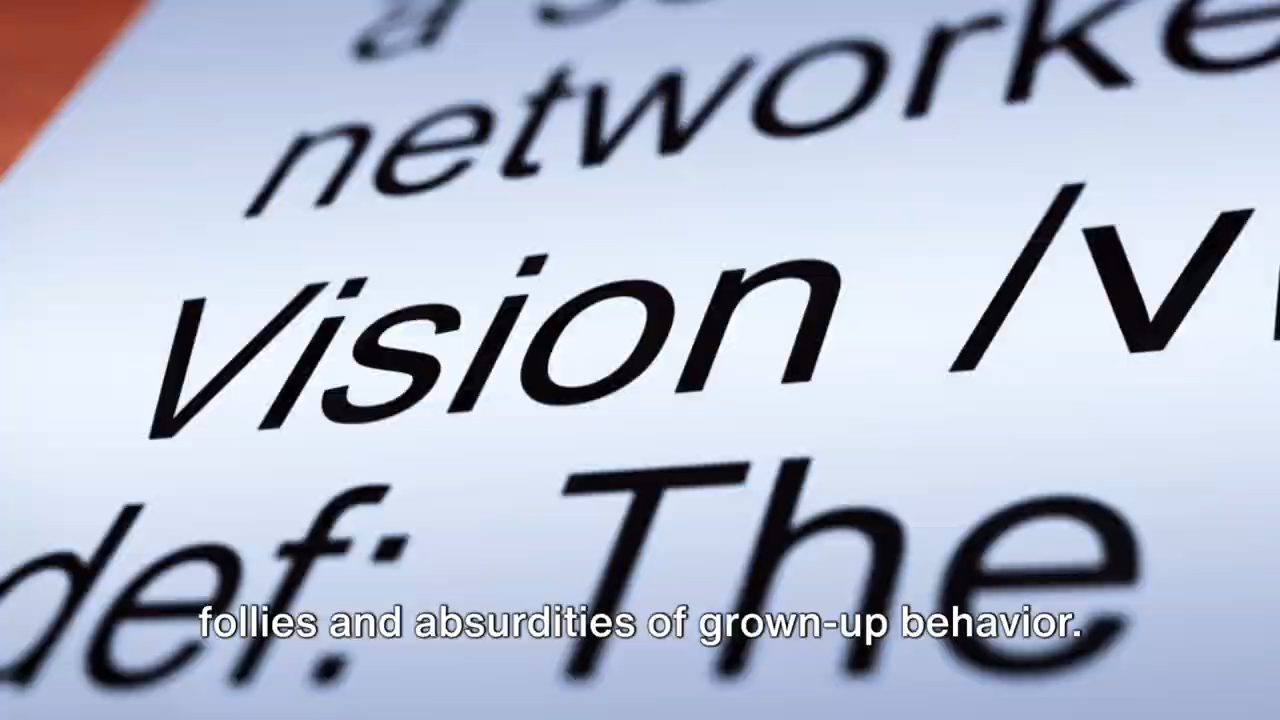 networke
Vision /v
def: The
follies and absurdities of grown-up behavior.